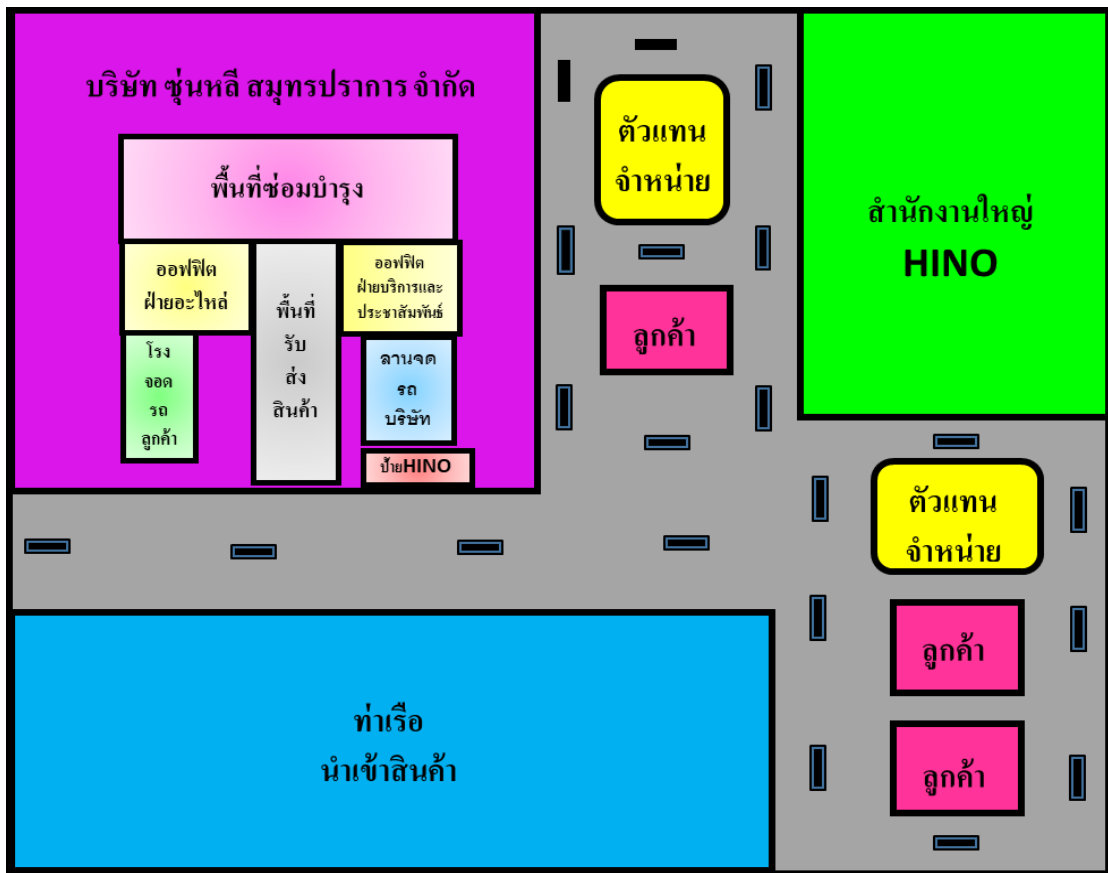 บริษัท ซุ่นหลี สมุทรปราการ จำกัด
พื้นที่ซ่อมบำรุง
ออฟฟิต
ฝ่ายอะไหล่
พื้นที่
รับ
ส่ง
สินค้า
ออฟฟิต
ฝ่ายบริการและ
ประชาสัมพันธ์
โรง
จอด
รถ
ลูกค้า
ลานจด
รถ
บริษัท
ป้ายHINO
ตัวแทน
จำหน่าย
ลูกค้า
สำนักงานใหญ่
HINO
ตัวแทน
จำหน่าย
ลูกค้า
ลูกค้า
ท่าเรือ
นำเข้าสินค้า